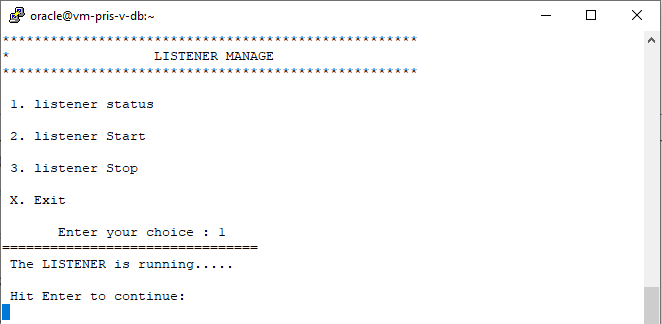 oracle@vm-pris-v-db:~
****************************************************
* LISTENER MANAGE
****************************************************
1. listener status
2. listener Start
3. listener Stop
X. Exit
Enter your choice : 1
================================
The LISTENER is running.....
Hit Enter to continue: